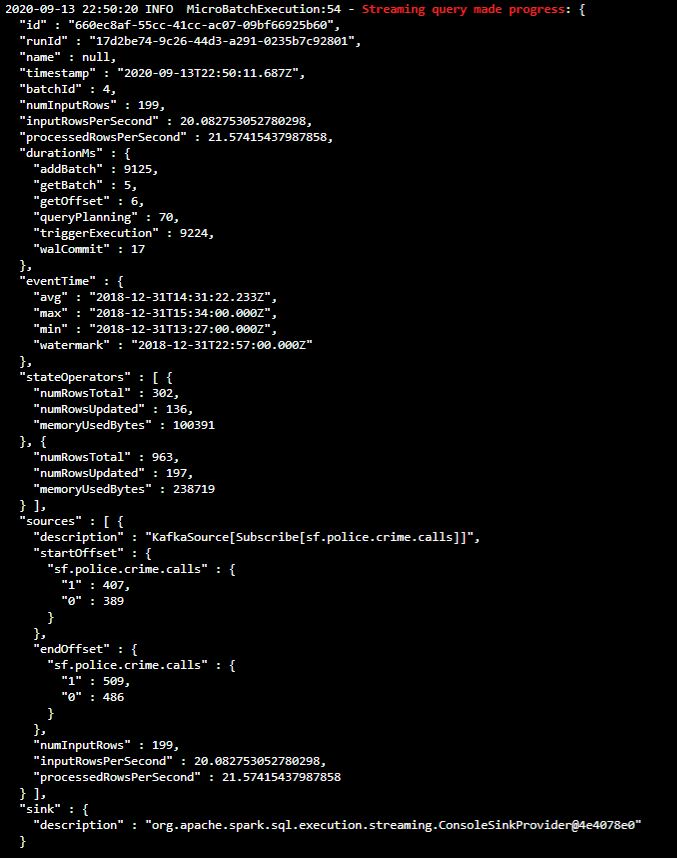 2020-09-13 22:50:20 INFO  MicroBatchExecution:54 - Streaming query made progress: {
  "id" : "660ec8af-55cc-41cc-ac07-09bf66925b60",
  "runId" : "17d2be74-9c26-44d3-a291-0235b7c92801",
  "name" : null,
  "timestamp" : "2020-09-13T22:50:11.687Z",
  "batchId" : 4,
  "numInputRows" : 199,
  "inputRowsPerSecond" : 20.082753052780298,
  "processedRowsPerSecond" : 21.57415437987858,
  "durationMs" : {
    "addBatch" : 9125,
    "getBatch" : 5,
    "getOffset" : 6,
    "queryPlanning" : 70,
    "triggerExecution" : 9224,
    "walCommit" : 17
  },
  "eventTime" : {
    "avg" : "2018-12-31T14:31:22.233Z",
    "max" : "2018-12-31T15:34:00.000Z",
    "min" : "2018-12-31T13:27:00.000Z",
    "watermark" : "2018-12-31T22:57:00.000Z"
  },
  "stateOperators" : [ {
    "numRowsTotal" : 302,
    "numRowsUpdated" : 136,
    "memoryUsedBytes" : 100391
  }, {
    "numRowsTotal" : 963,
    "numRowsUpdated" : 197,
    "memoryUsedBytes" : 238719
  } ],
  "sources" : [ {
    "description" : "KafkaSource[Subscribe[sf.police.crime.calls]]",
    "startOffset" : {
      "sf.police.crime.calls" : {
        "1" : 407,
        "0" : 389
      }
    },
    "endOffset" : {
      "sf.police.crime.calls" : {
        "1" : 509,
        "0" : 486
      }
    },
    "numInputRows" : 199,
    "inputRowsPerSecond" : 20.082753052780298,
    "processedRowsPerSecond" : 21.57415437987858
  } ],
  "sink" : {
    "description" : "org.apache.spark.sql.execution.streaming.ConsoleSinkProvider@4e4078e0"
  }